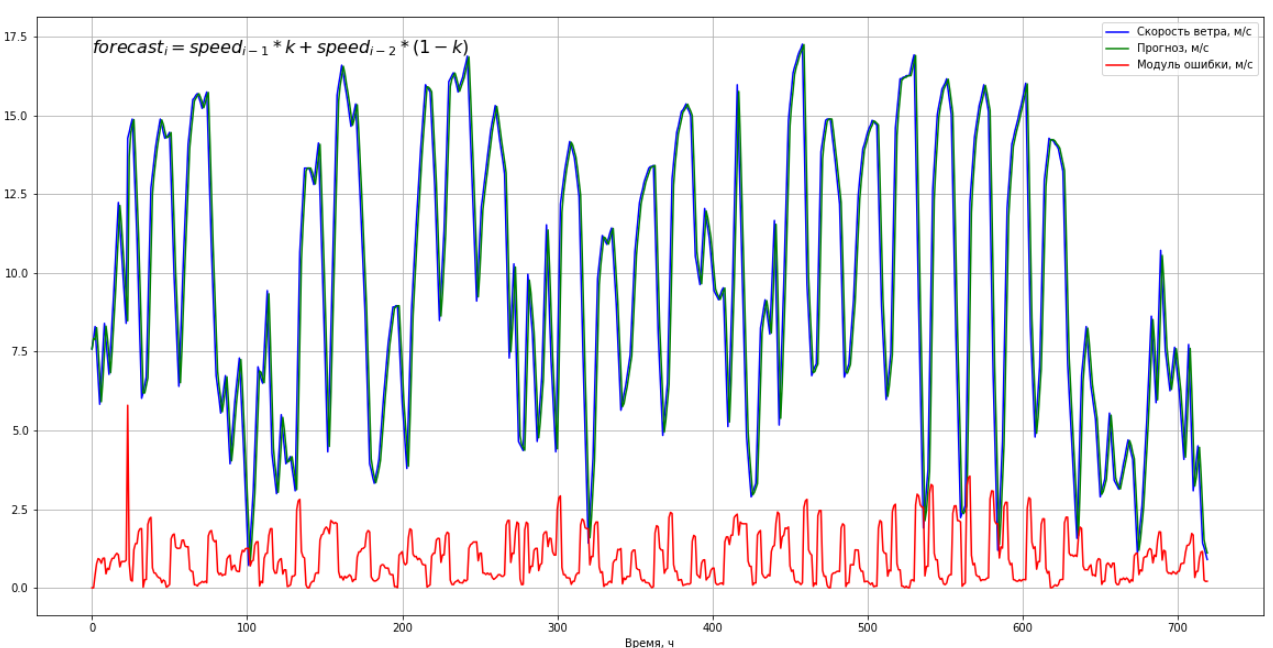 forecast_i = speed_{i−1} * k + speed_{i−2} * (1 − k)
Скорость ветра, м/с
Прогноз, м/с
Модуль ошибки, м/с
17.5
15.0
12.5
10.0
7.5
5.0
2.5
0.0
0 100 200 300 400 500 600 700
Время, ч